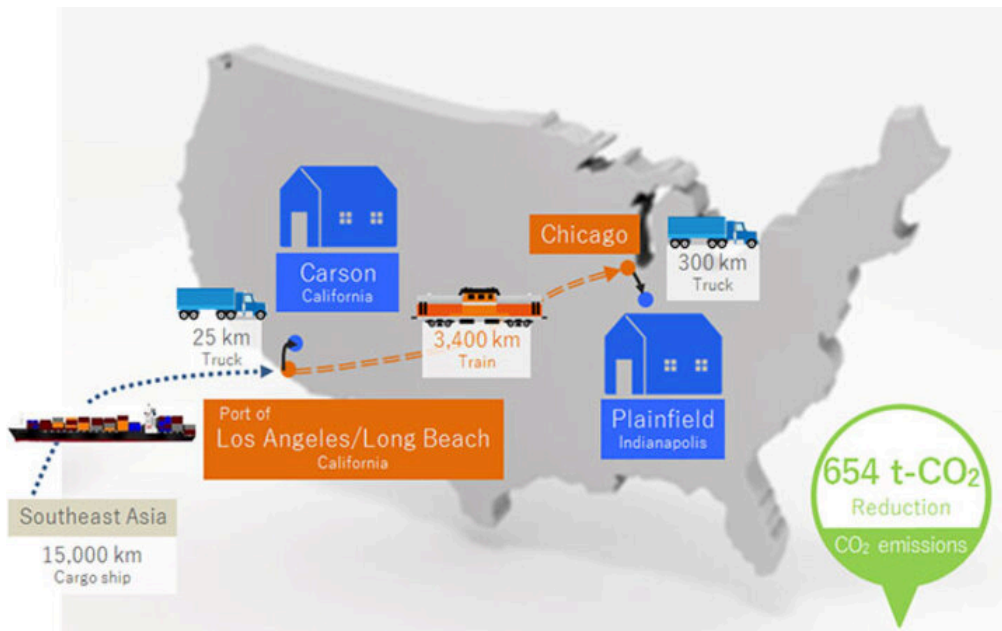 Carson
California
Chicago
300 km
Truck
25 km
Truck
3,400 km
Train
Port of
Los Angeles/Long Beach
California
Plainfield
Indianapolis
Southeast Asia
15,000 km
Cargo ship
654 t-CO₂
Reduction
CO₂ emissions